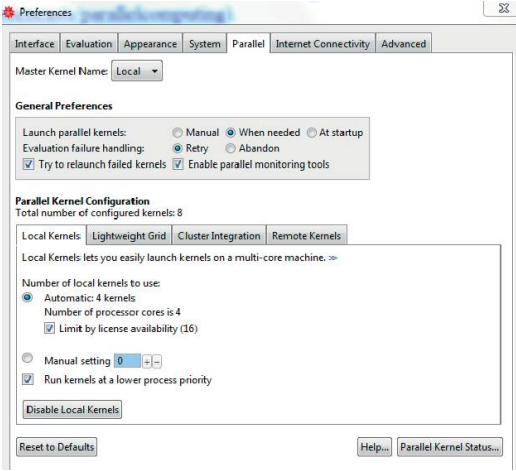 Preferences
Interface Evaluation Appearance System Parallel Internet Connectivity Advanced
Master Kernel Name: Local
General Preferences
Launch parallel kernels: Manual When needed At startup
Evaluation failure handling: Retry Abandon
Try to relaunch failed kernels Enable parallel monitoring tools
Parallel Kernel Configuration
Total number of configured kernels: 8
Local Kernels Lightweight Grid Cluster Integration Remote Kernels
Local Kernels lets you easily launch kernels on a multi-core machine. »
Number of local kernels to use:
Automatic: 4 kernels
Number of processor cores is 4
Limit by license availability (16)
Manual setting 0 + -
Run kernels at a lower process priority
Disable Local Kernels
Reset to Defaults Help... Parallel Kernel Status...